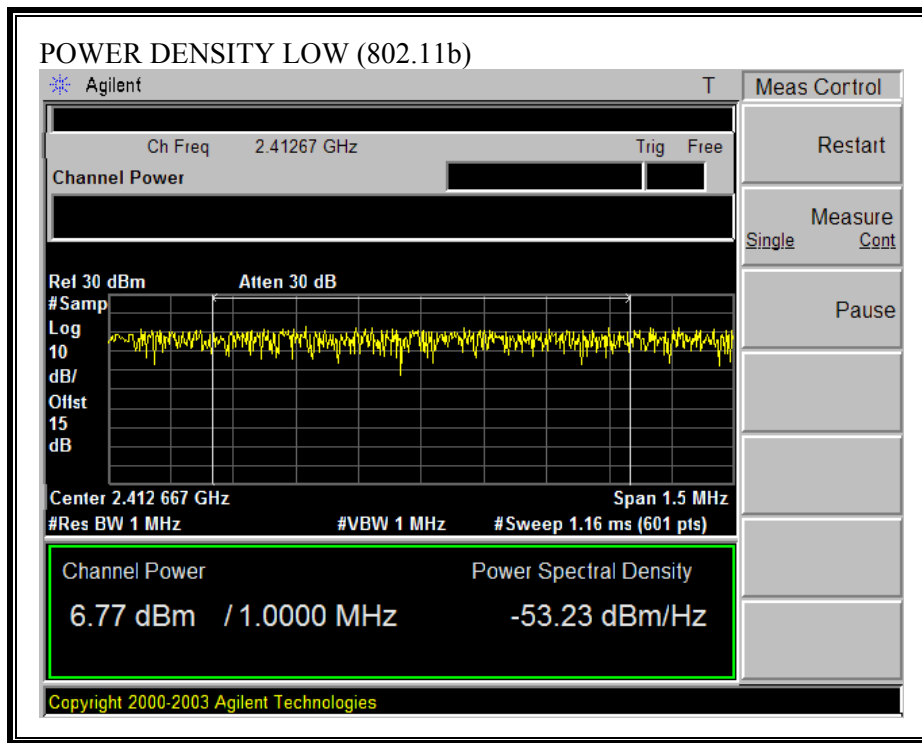 POWER DENSITY LOW (802.11b)
Agilent T
Meas Control
Ch Freq 2.41267 GHz Trig Free
Channel Power
Restart
Measure
Single Cont
Pause
Ref 30 dBm Atten 30 dB
#Samp
Log
10
dB/
Offst
15
dB
Center 2.412 667 GHz Span 1.5 MHz
#Res BW 1 MHz #VBW 1 MHz #Sweep 1.16 ms (601 pts)
Channel Power Power Spectral Density
6.77 dBm / 1.0000 MHz -53.23 dBm/Hz
Copyright 2000-2003 Agilent Technologies